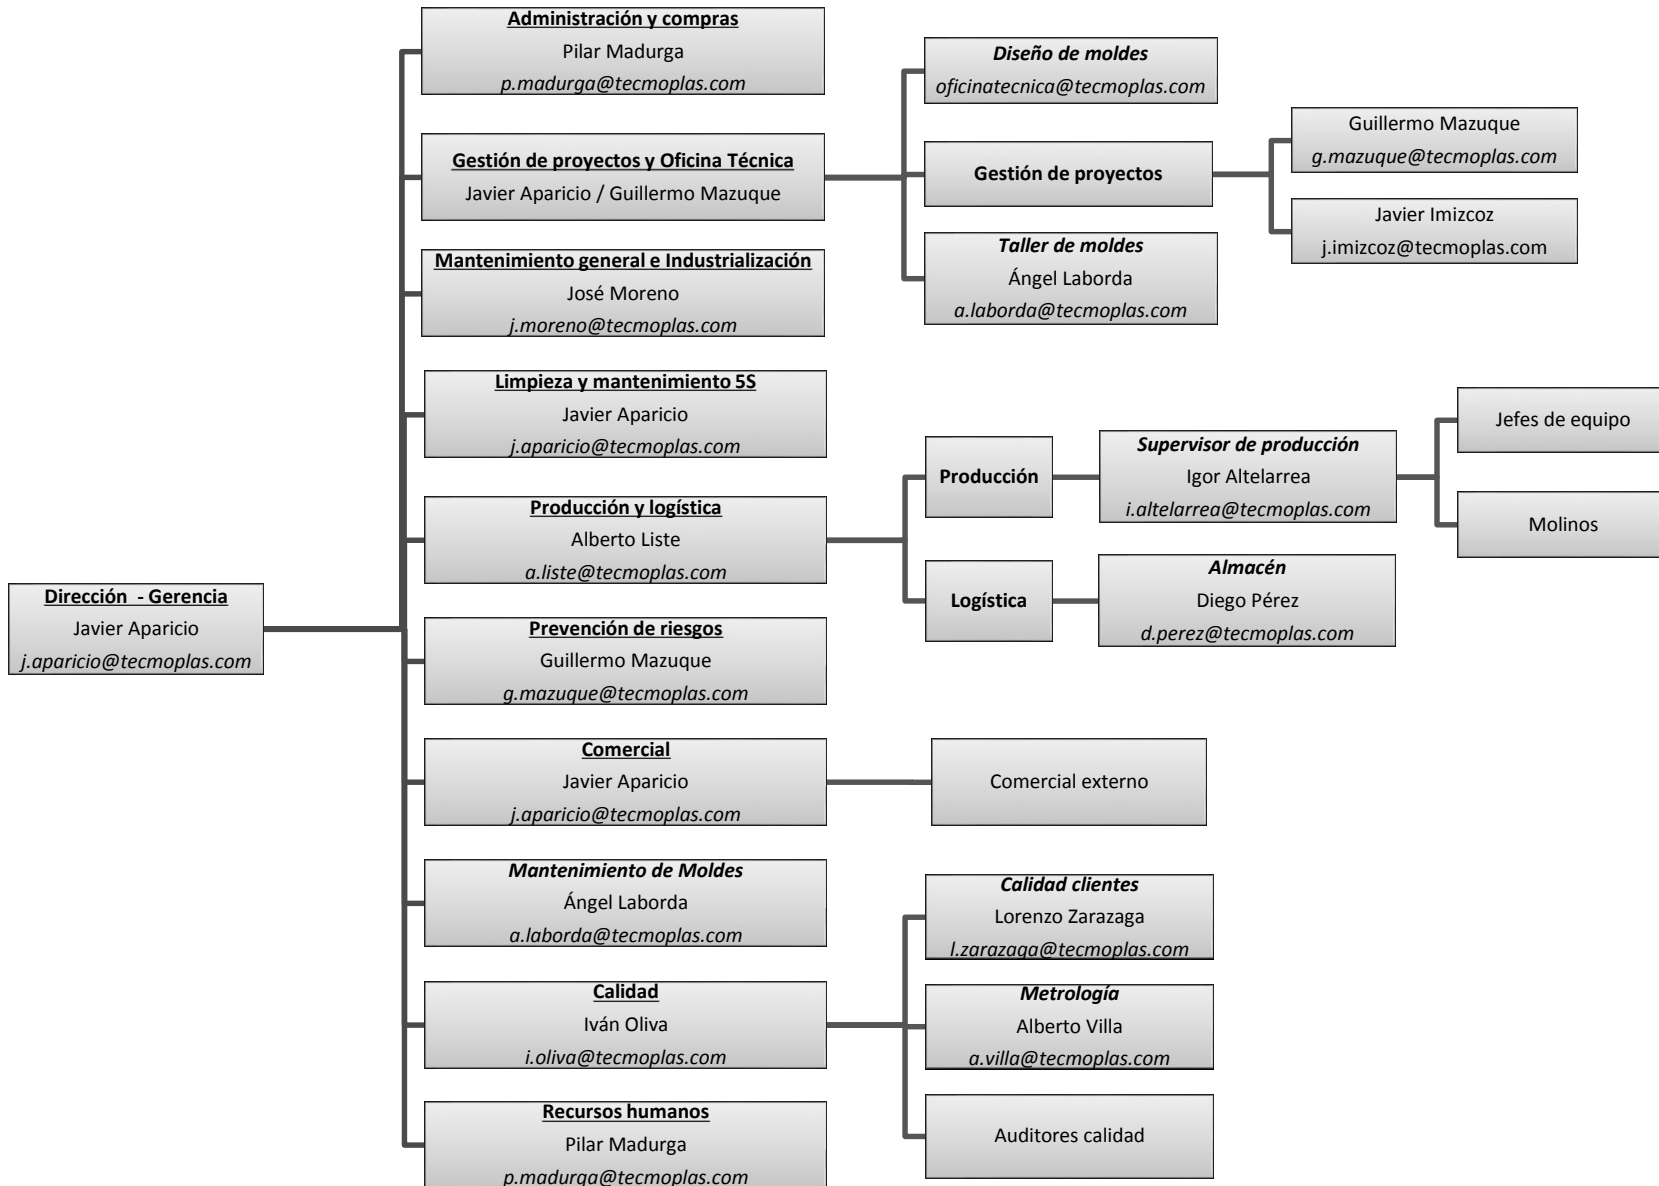 Administración y compras
Pilar Madurga
p.madurga@tecmoplas.com
Diseño de moldes
oficinatecnica@tecmoplas.com
Guillermo Mazuque
g.mazuque@tecmoplas.com
Gestión de proyectos y Oficina Técnica
Javier Aparicio / Guillermo Mazuque
Gestión de proyectos
Javier Imizcoz
j.imizcoz@tecmoplas.com
Taller de moldes
Ángel Laborda
a.laborda@tecmoplas.com
Mantenimiento general e Industrialización
José Moreno
j.moreno@tecmoplas.com
Limpieza y mantenimiento 5S
Javier Aparicio
j.aparicio@tecmoplas.com
Producción
Supervisor de producción
Igor Altelarrea
i.altelarrea@tecmoplas.com
Jefes de equipo
Molinos
Producción y logística
Alberto Liste
a.liste@tecmoplas.com
Logística
Almacén
Diego Pérez
d.perez@tecmoplas.com
Dirección - Gerencia
Javier Aparicio
j.aparicio@tecmoplas.com
Prevención de riesgos
Guillermo Mazuque
g.mazuque@tecmoplas.com
Comercial
Javier Aparicio
j.aparicio@tecmoplas.com
Comercial externo
Mantenimiento de Moldes
Ángel Laborda
a.laborda@tecmoplas.com
Calidad clientes
Lorenzo Zarazaga
l.zarazaga@tecmoplas.com
Calidad
Iván Oliva
i.oliva@tecmoplas.com
Metrología
Alberto Villa
a.villa@tecmoplas.com
Auditores calidad
Recursos humanos
Pilar Madurga
p.madurga@tecmoplas.com